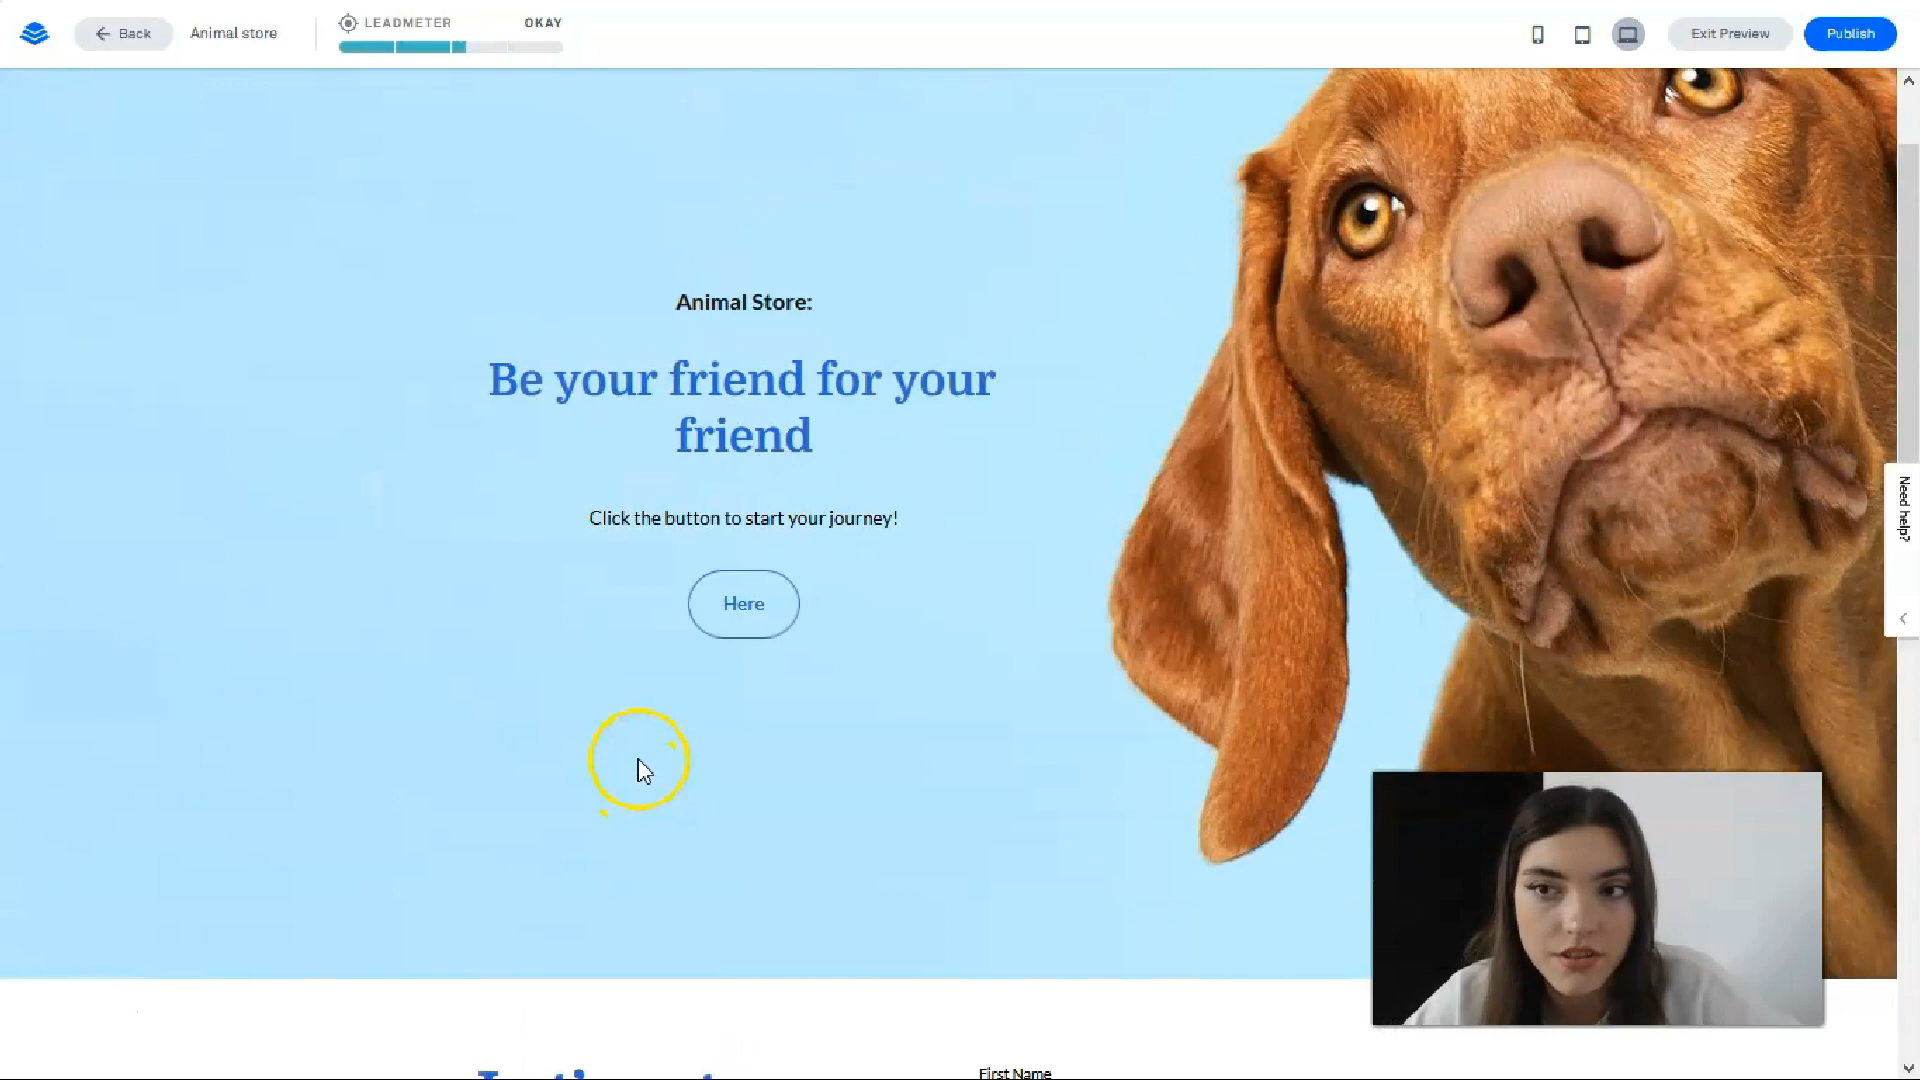 Back
Animal store
LEADMETER
OKAY
Exit Preview
Publish
Animal Store:
Be your friend for your
friend
Click the button to start your journey!
Here
Need help?
First Name